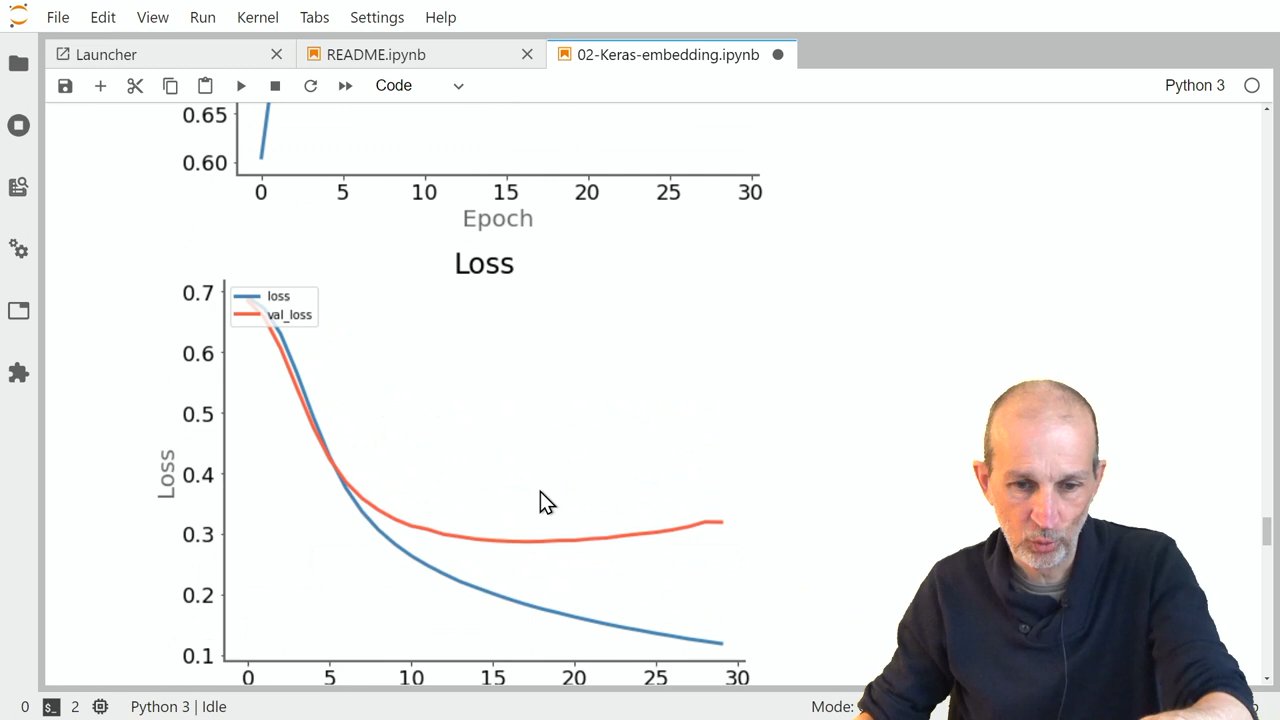 File Edit View Run Kernel Tabs Settings Help
Launcher README.ipynb 02-Keras-embedding.ipynb
Code Python 3
0.65
0.60
0 5 10 15 20 25 30
Epoch
Loss
0.7
0.6
0.5
0.4
0.3
0.2
0.1
Loss
loss
val_loss
0 5 10 15 20 25 30
0 $_ 2 Python 3 | Idle Mode: